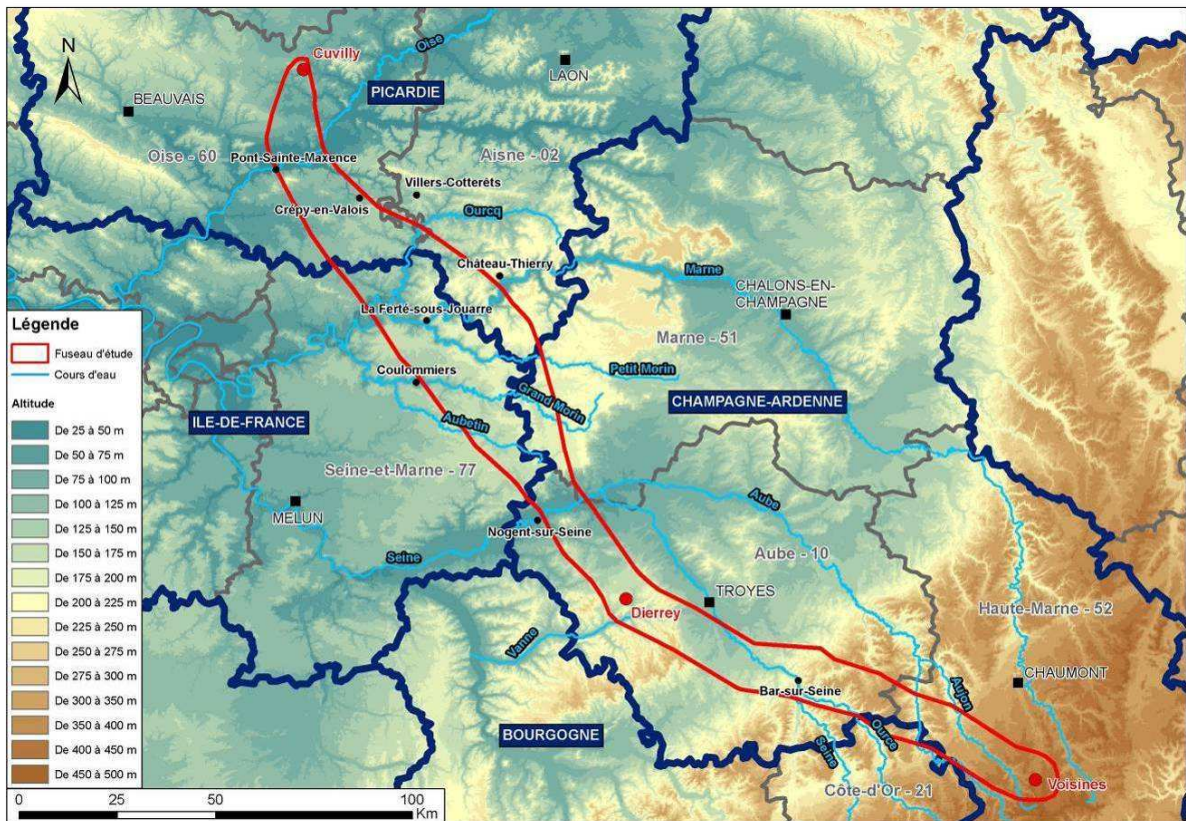 N
Cuvilly
Oise
LAON
BEAUVAIS
PICARDIE
Oise - 60
Pont-Sainte-Maxence
Aisne - 02
Villers-Cotterêts
Crépy-en-Valois
Ourcq
Château-Thierry
Marne
CHALONS-EN-
CHAMPAGNE
La Ferté-sous-Jouarre
Marne - 51
Petit Morin
Coulommiers
Grand Morin
CHAMPAGNE-ARDENNE
ILE-DE-FRANCE
Aubetin
Seine-et-Marne - 77
MELUN
Nogent-sur-Seine
Aube
Seine
Aube - 10
Dierrey
TROYES
Haute-Marne - 52
Vanne
CHAUMONT
Bar-sur-Seine
Aujon
BOURGOGNE
Ource
Seine
Voisines
Côte-d'Or - 21
Légende
Fuseau d'étude
Cours d'eau
Altitude
De 25 à 50 m
De 50 à 75 m
De 75 à 100 m
De 100 à 125 m
De 125 à 150 m
De 150 à 175 m
De 175 à 200 m
De 200 à 225 m
De 225 à 250 m
De 250 à 275 m
De 275 à 300 m
De 300 à 350 m
De 350 à 400 m
De 400 à 450 m
De 450 à 500 m
0 25 50 100
Km